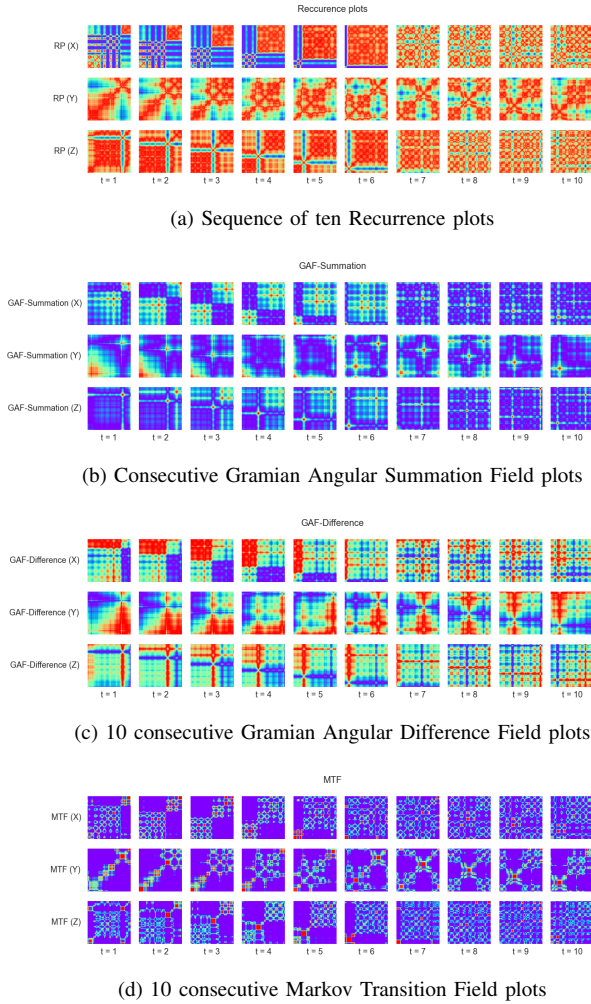 Reccurence plots
RP (X)
RP (Y)
RP (Z)
t = 1 t = 2 t = 3 t = 4 t = 5 t = 6 t = 7 t = 8 t = 9 t = 10
(a) Sequence of ten Recurrence plots
GAF-Summation
GAF-Summation (X)
GAF-Summation (Y)
GAF-Summation (Z)
t = 1 t = 2 t = 3 t = 4 t = 5 t = 6 t = 7 t = 8 t = 9 t = 10
(b) Consecutive Gramian Angular Summation Field plots
GAF-Difference
GAF-Difference (X)
GAF-Difference (Y)
GAF-Difference (Z)
t = 1 t = 2 t = 3 t = 4 t = 5 t = 6 t = 7 t = 8 t = 9 t = 10
(c) 10 consecutive Gramian Angular Difference Field plots
MTF
MTF (X)
MTF (Y)
MTF (Z)
t = 1 t = 2 t = 3 t = 4 t = 5 t = 6 t = 7 t = 8 t = 9 t = 10
(d) 10 consecutive Markov Transition Field plots